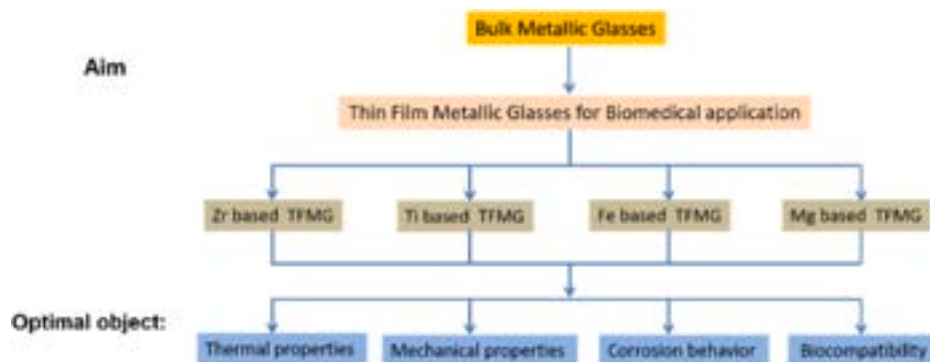 Bulk Metallic Glasses
Aim
Thin Film Metallic Glasses for Biomedical application
Zr based TFMG
Ti based TFMG
Fe based TFMG
Mg based TFMG
Optimal object:
Thermal properties
Mechanical properties
Corrosion behavior
Biocompatibility